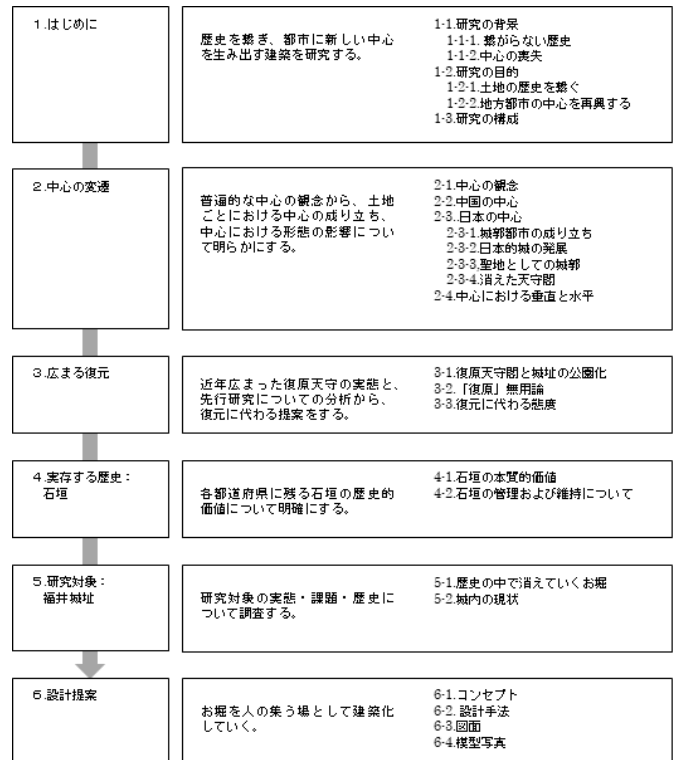 1.はじめに
歴史を繋ぎ、都市に新しい中心
を生み出す建築を研究する。
1-1.研究の背景
1-1-1. 繋がらない歴史
1-1-2.中心の喪失
1-2.研究の目的
1-2-1.土地の歴史を繋ぐ
1-2-2.地方都市の中心を再興する
1-3.研究の構成
2.中心の変遷
普遍的な中心の観念から、土地
ごとにおける中心の成り立ち、
中心における形態の影響につい
て明らかにする。
2-1.中心の観念
2-2.中国の中心
2-3..日本の中心
2-3-1.城郭都市の成り立ち
2-3-2.日本的城の発展
2-3-3,聖地としての城郭
2-3-4.消えた天守閣
2-4.中心における垂直と水平
3.広まる復元
近年広まった復原天守の実態と、
先行研究についての分析から、
復元に代わる提案をする。
3-1.復原天守閣と城址の公園化
3-2.「復原」無用論
3-3.復元に代わる態度
4.実存する歴史：
石垣
各都道府県に残る石垣の歴史的
価値について明確にする。
4-1.石垣の本質的価値
4-2.石垣の管理および維持について
5.研究対象：
福井城址
研究対象の実態・課題・歴史に
ついて調査する。
5-1.歴史の中で消えていくお堀
5-2.城内の現状
6.設計提案
お堀を人の集う場として建築化
していく。
6-1.コンセプト
6-2. 設計手法
6-3.図面
6-4.模型写真